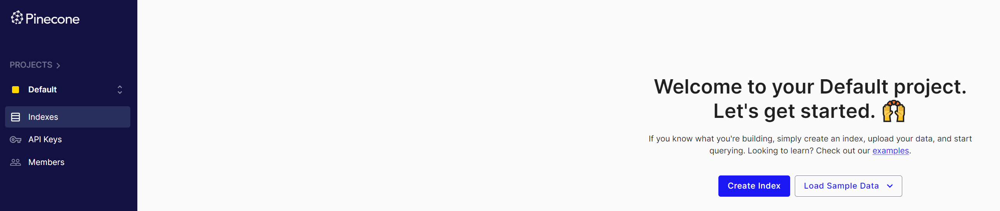 Pinecone
PROJECTS
Default
Indexes
API Keys
Members
Welcome to your Default project.
Let's get started. 🙌
If you know what you're building, simply create an index, upload your data, and start
querying. Looking to learn? Check out our examples.
Create Index
Load Sample Data